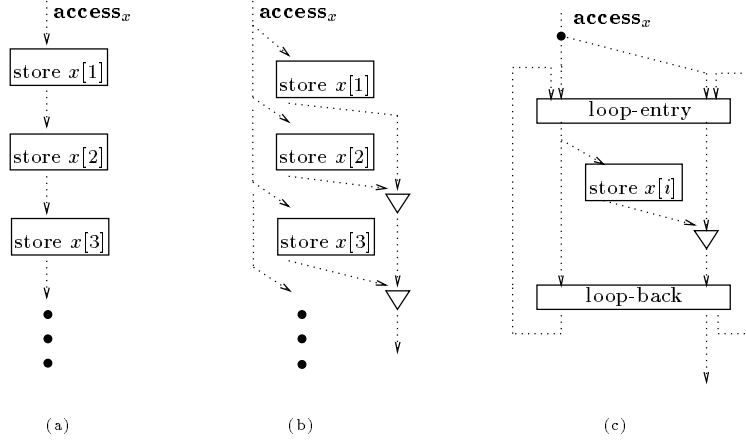 access_x
store x[1]
store x[2]
store x[3]
(a)
access_x
store x[1]
store x[2]
store x[3]
(b)
access_x
loop-entry
store x[i]
loop-back
(c)